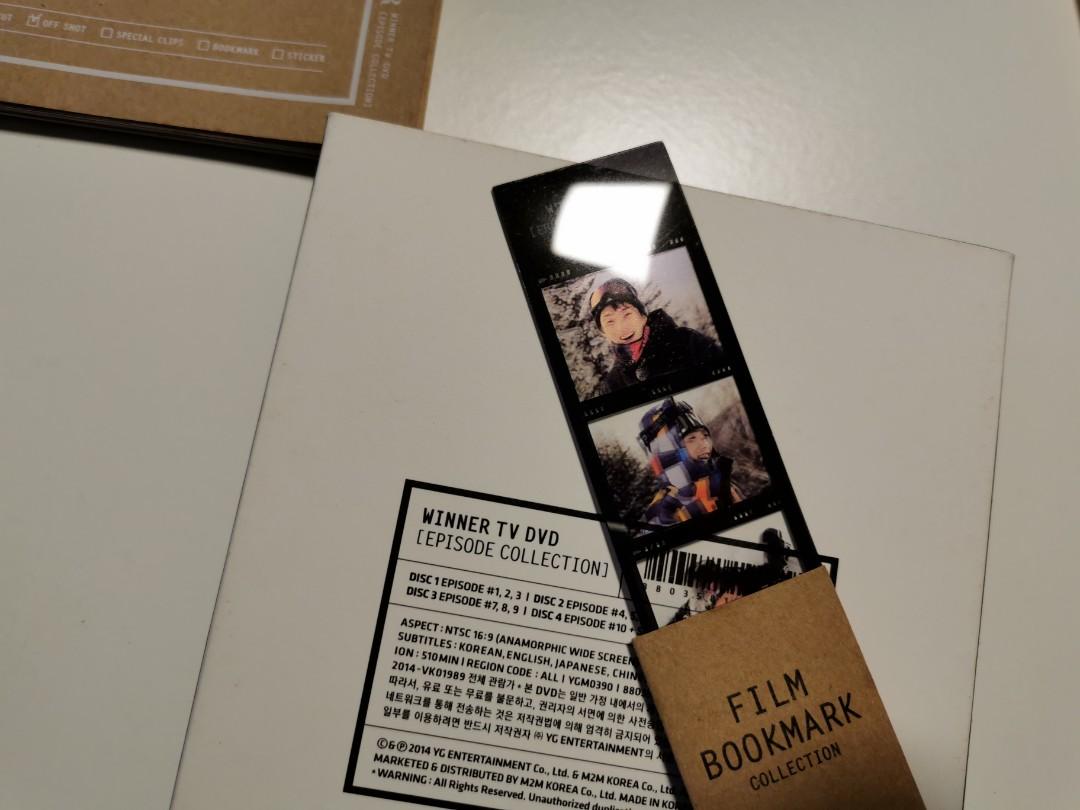 OFF SHOT
SPECIAL CLIPS
BOOKMARK
STICKER
WINNER TV DVD
[EPISODE COLLECTION]
WINNER TV DVD
[EPISODE COLLECTION]
DISC 1 EPISODE #1, 2, 3 | DISC 2 EPISODE #4,
DISC 3 EPISODE #7, 8, 9 | DISC 4 EPISODE #10 +
ASPECT : NTSC 16:9 (ANAMORPHIC WIDE SCREEN
SUBTITLES : KOREAN, ENGLISH, JAPANESE,
ION : 510MIN | REGION CODE : ALL | YGM0390 | 8803
2014-VK01989 전체 관람가 * 본 DVD는 일반 가정 내에서의
따라서, 유료 또는 무료를 불문하고, 권리자의 서면에 의한 사전승
네트워크를 통해 전송하는 것은 저작권법에 의해 엄격히 금지되어
일부를 이용하려면 반드시 저작권자 ㈜ YG ENTERTAINMENT의
©&℗ 2014 YG ENTERTAINMENT Co., Ltd. & M2M KOREA Co., Ltd.
MARKETED & DISTRIBUTED BY M2M KOREA Co., Ltd. MADE IN KOR
*WARNING : All Rights Reserved. Unauthorized
FILM
BOOKMARK
COLLECTION